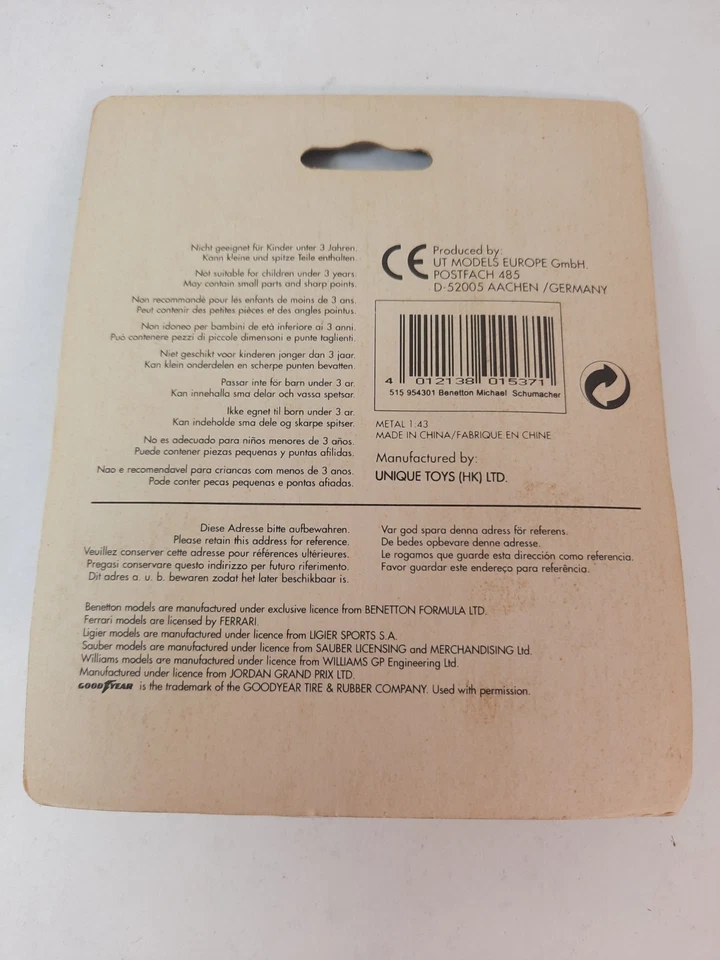 Nicht geeignet für Kinder unter 3 Jahren.
Kann kleine und spitze Teile enthalten.
Not suitable for children under 3 years.
May contain small parts and sharp points.
Non recommandé pour lés enfants de moins de 3 ans.
Peut contenir des petites pièces et des angles pointus.
Non idoneo per bambini de età inferiore ai 3 anni.
Può contenere pezzi di piccole dimensioni e punte taglienti.
Niet geschikt voor kinderen jonger dan 3 jaar.
Kan klein onderdelen en scherpe punten bevatten.
Passar inte för barn under 3 ar.
Kan innehalla sma delar och vassa spetsar.
Ikke egnet til born under 3 ar.
Kan indeholde sma dele og skarpe spitser.
No es adecuado para niños menores de 3 años.
Puede contener piezas pequenas y puntas afilidas.
Nao e recomendavel para criancas com menos de 3 anos.
Pode conter pecas pequenas e pontas afiadas.
CE
Produced by:
UT MODELS EUROPE GmbH
POSTFACH 485
D-52005 AACHEN /GERMANY
4 012138 015371
515 954301 Benetton Michael Schumacher
METAL 1:43
MADE IN CHINA/FABRIQUE EN CHINE
Manufactured by:
UNIQUE TOYS (HK) LTD.
Diese Adresse bitte aufbewahren.
Please retain this address for reference.
Veuillez conserver cette adresse pour références ultérieures.
Pregasi conservare questo indirizzo per futuro riferimento.
Dit adres a. u. b. bewaren zodat het later beschikbaar is.
Var god spara denna adress för referens.
De bedes opbevare denne adresse.
Le rogamos que guarde esta dirección como referencia.
Favor guardar este endereço para referência.
Benetton models are manufactured under exclusive licence from BENETTON FORMULA LTD.
Ferrari models are licensed by FERRARI.
Ligier models are manufactured under licence from LIGIER SPORTS S.A.
Sauber models are manufactured under licence from SAUBER LICENSING and MERCHANDISING Ltd.
Williams models are manufactured under licence from WILLIAMS GP Engineering Ltd.
Manufactured under licence from JORDAN GRAND PRIX LTD.
GOODYEAR is the trademark of the GOODYEAR TIRE & RUBBER COMPANY. Used with permission.